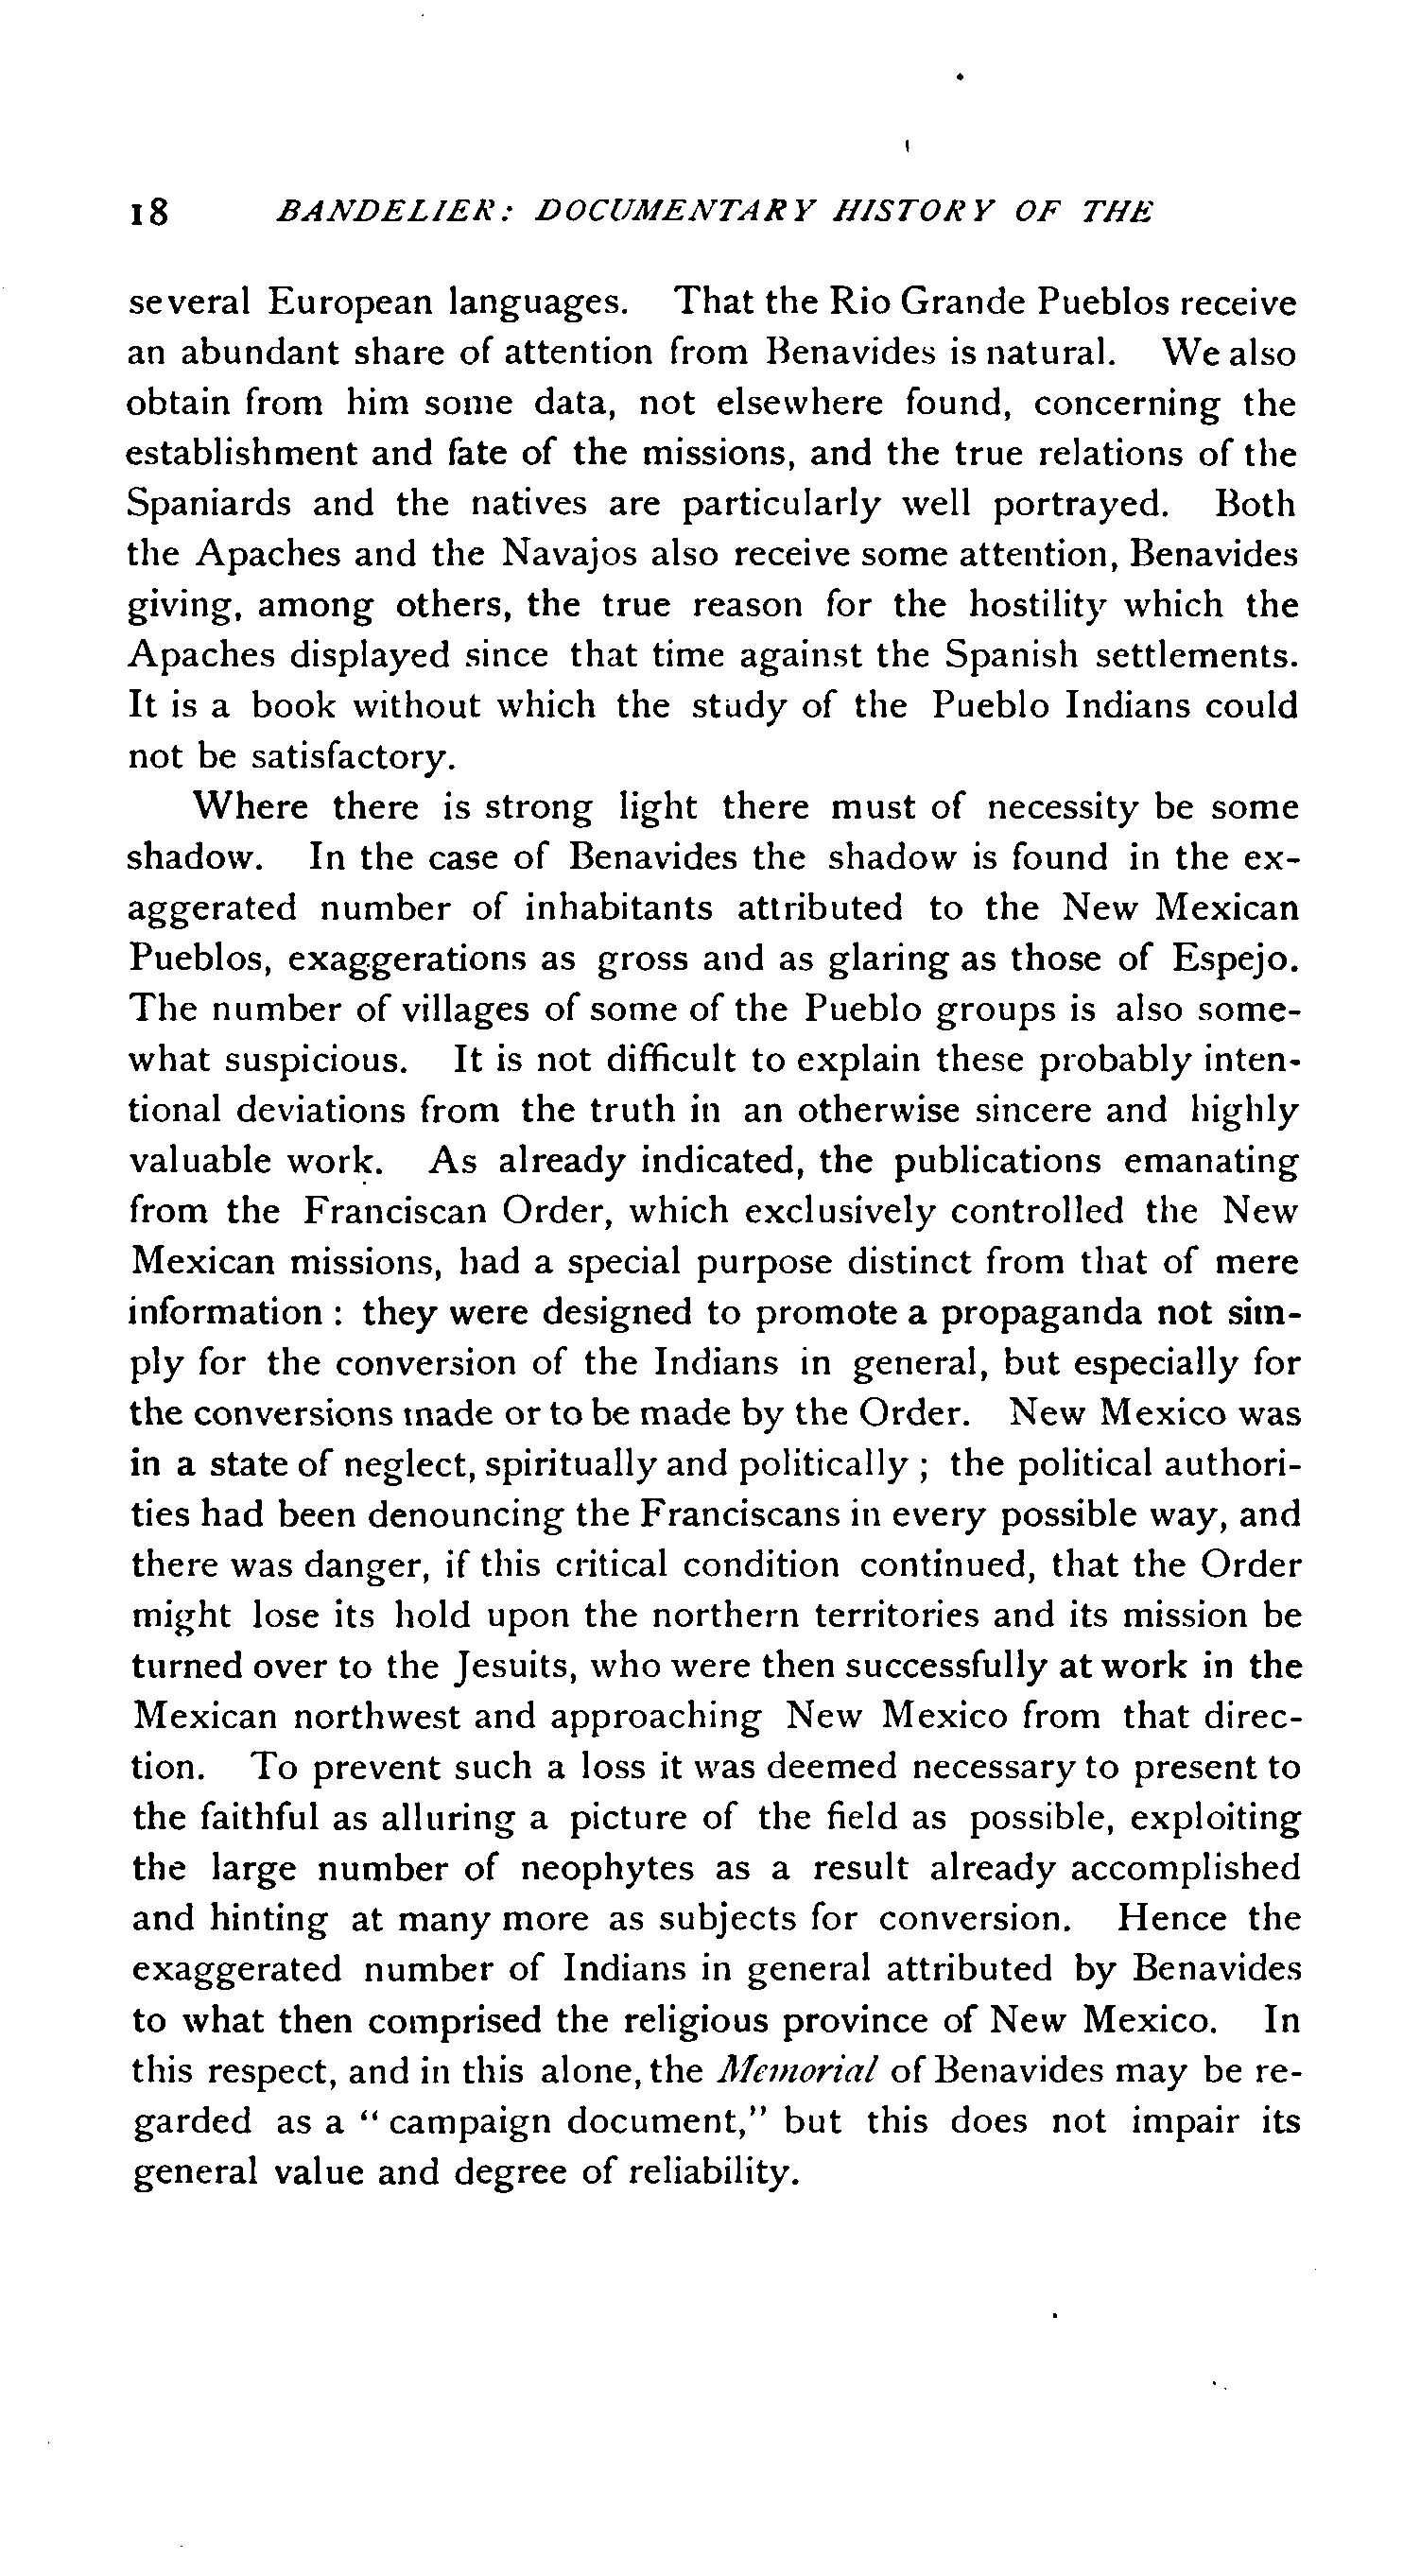 18 BANDELIER: DOCUMENTARY HISTORY OF THE
several European languages. That the Rio Grande Pueblos receive
an abundant share of attention from Benavides is natural. We also
obtain from him some data, not elsewhere found, concerning the
establishment and fate of the missions, and the true relations of the
Spaniards and the natives are particularly well portrayed. Both
the Apaches and the Navajos also receive some attention, Benavides
giving, among others, the true reason for the hostility which the
Apaches displayed since that time against the Spanish settlements.
It is a book without which the study of the Pueblo Indians could
not be satisfactory.
Where there is strong light there must of necessity be some
shadow. In the case of Benavides the shadow is found in the ex-
aggerated number of inhabitants attributed to the New Mexican
Pueblos, exaggerations as gross and as glaring as those of Espejo.
The number of villages of some of the Pueblo groups is also some-
what suspicious. It is not difficult to explain these probably inten-
tional deviations from the truth in an otherwise sincere and highly
valuable work. As already indicated, the publications emanating
from the Franciscan Order, which exclusively controlled the New
Mexican missions, had a special purpose distinct from that of mere
information : they were designed to promote a propaganda not sim-
ply for the conversion of the Indians in general, but especially for
the conversions made or to be made by the Order. New Mexico was
in a state of neglect, spiritually and politically ; the political authori-
ties had been denouncing the Franciscans in every possible way, and
there was danger, if this critical condition continued, that the Order
might lose its hold upon the northern territories and its mission be
turned over to the Jesuits, who were then successfully at work in the
Mexican northwest and approaching New Mexico from that direc-
tion. To prevent such a loss it was deemed necessary to present to
the faithful as alluring a picture of the field as possible, exploiting
the large number of neophytes as a result already accomplished
and hinting at many more as subjects for conversion. Hence the
exaggerated number of Indians in general attributed by Benavides
to what then comprised the religious province of New Mexico. In
this respect, and in this alone, the Memorial of Benavides may be re-
garded as a "campaign document," but this does not impair its
general value and degree of reliability.